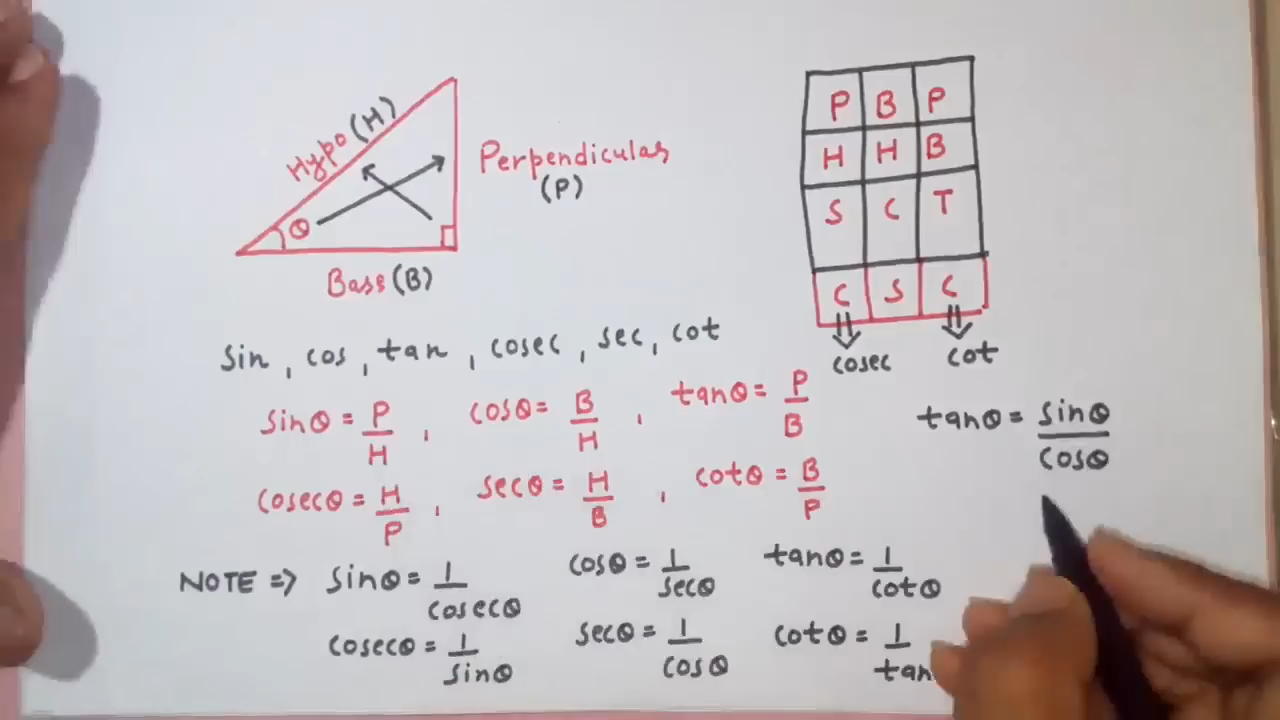 Hypo (H)
Perpendicular
(P)
θ
Base (B)
P B P
H H B
S C T
C S C
cosec cot
Sin, cos, tan, cosec, sec, cot
sinθ = P/H, cosθ = B/H, tanθ = P/B
cosecθ = H/P, secθ = H/B, cotθ = B/P
tanθ = sinθ/cosθ
NOTE => sinθ = 1/cosecθ cosθ = 1/secθ tanθ = 1/cotθ
cosecθ = 1/sinθ secθ = 1/cosθ cotθ = 1/tan